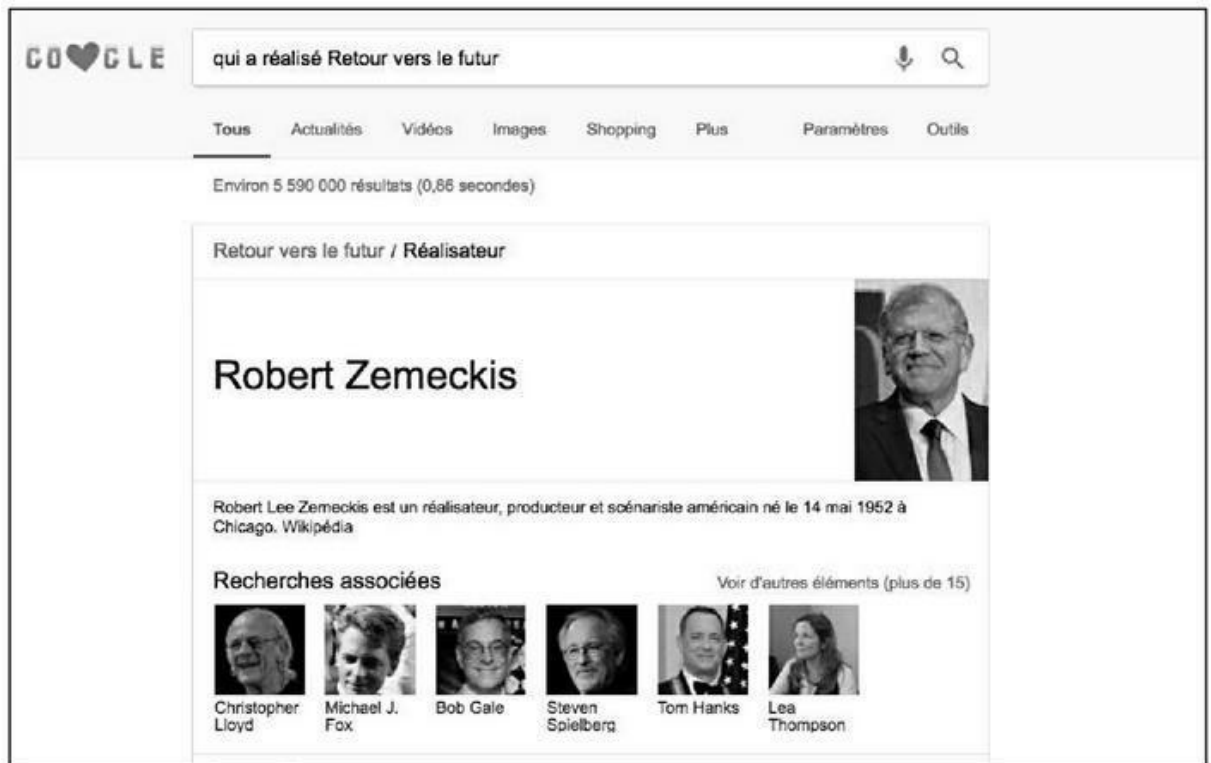 GO GLE
qui a réalisé Retour vers le futur
Tous Actualités Vidéos Images Shopping Plus Paramètres Outils
Environ 5 590 000 résultats (0,86 secondes)
Retour vers le futur / Réalisateur
Robert Zemeckis
Robert Lee Zemeckis est un réalisateur, producteur et scénariste américain né le 14 mai 1952 à
Chicago. Wikipédia
Recherches associées Voir d'autres éléments (plus de 15)
Christopher Lloyd
Michael J. Fox
Bob Gale
Steven Spielberg
Tom Hanks
Lea Thompson